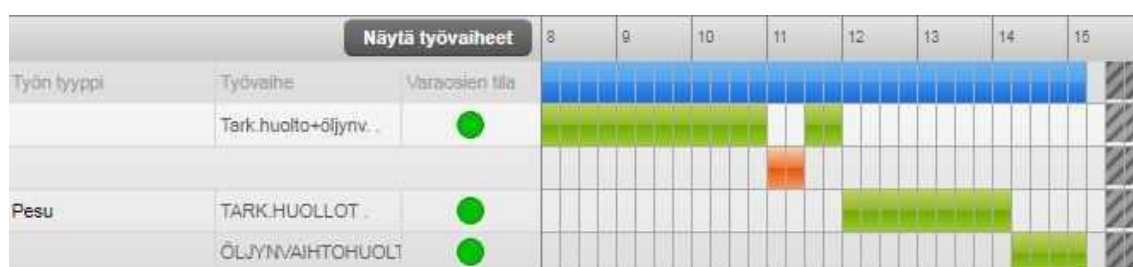 Näytä työvaiheet 8 9 10 11 12 13 14 15
Työn tyyppi Työvaihe Varaosien tila
Tark.huolto+öljynv. .
Pesu TARK.HUOLLOT .
ÖLJYNVAIHTOHUOLT